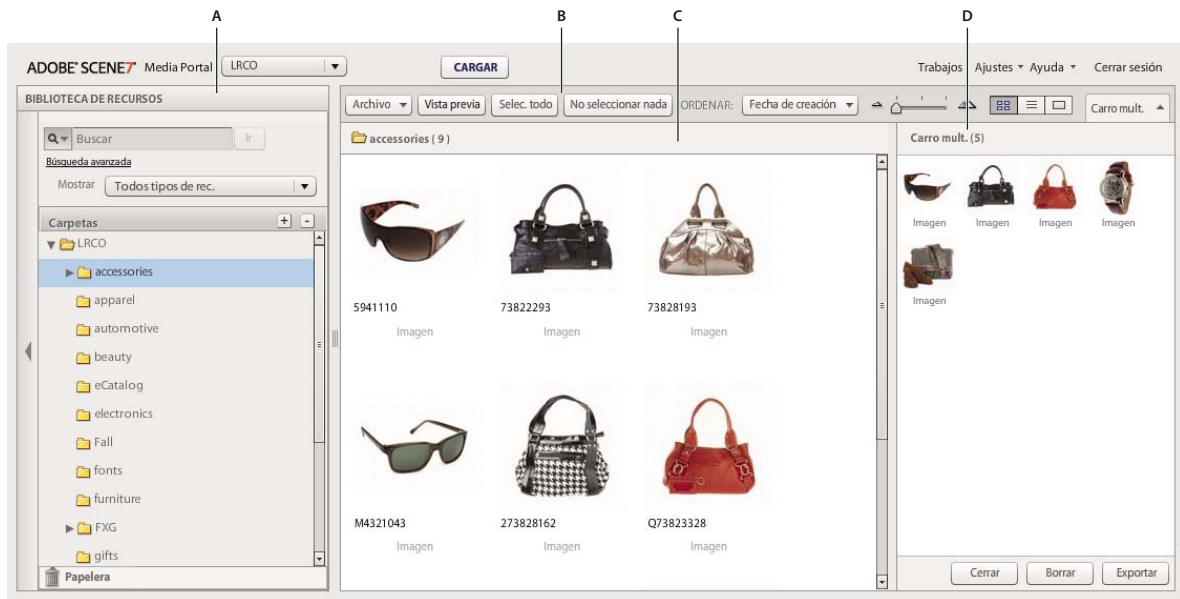 A B C D
ADOBE® SCENE7® Media Portal LRCO CARGAR Trabajos Ajustes Ayuda Cerrar sesión
BIBLIOTECA DE RECURSOS
Archivo Vista previa Selec. todo No seleccionar nada ORDENAR: Fecha de creación Carro mult.
Buscar Ir
Búsqueda avanzada
Mostrar Todos tipos de rec.
Carpetas + -
LRCO
accessories
apparel
automotive
beauty
eCatalog
electronics
Fall
fonts
furniture
FXG
gifts
Papelera
accessories ( 9 )
5941110 73822293 73828193
Imagen Imagen Imagen
M4321043 273828162 Q73823328
Imagen Imagen Imagen
Carro mult. (5)
Imagen Imagen Imagen Imagen
Imagen
Cerrar Borrar Exportar